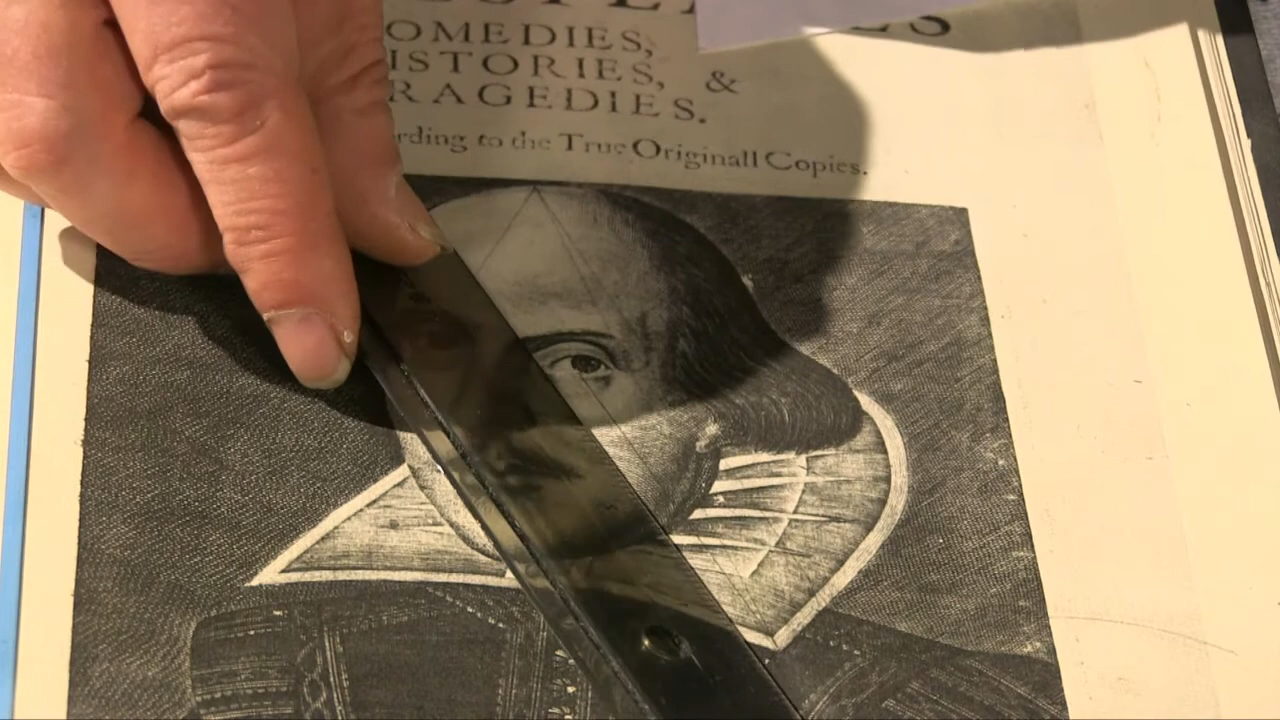 OMEDIES,
ISTORIES, &
RAGEDIES.
rding to the True Originall Copies.